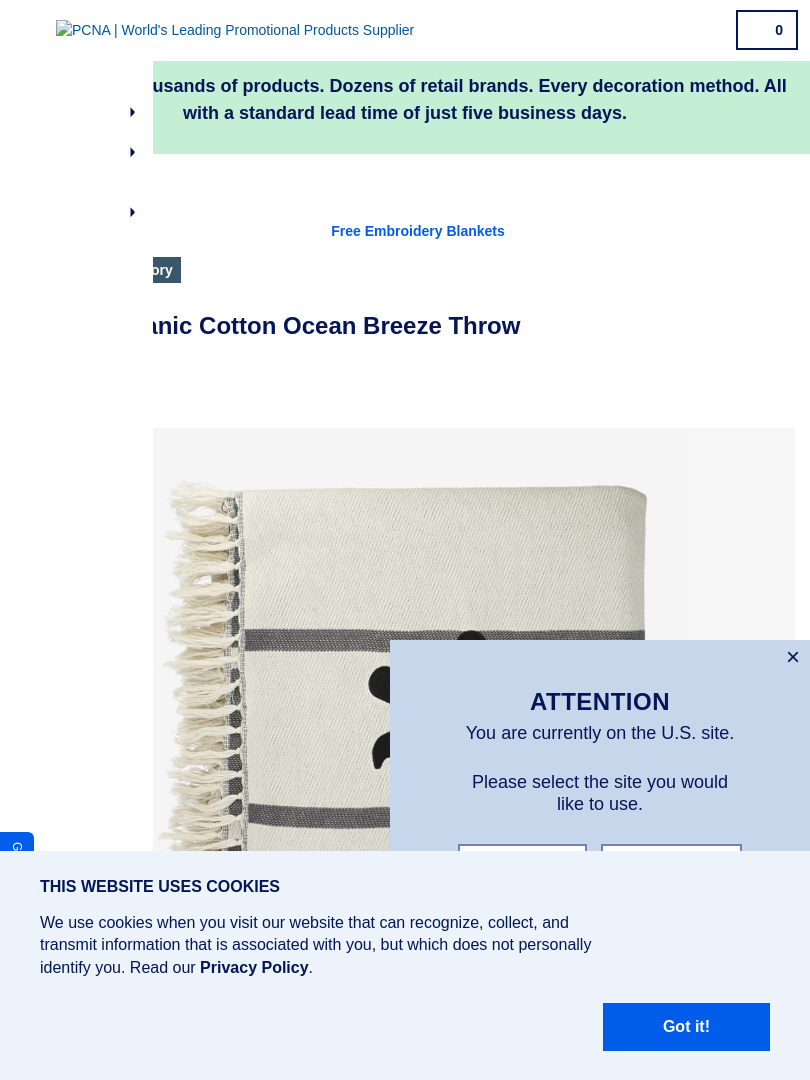 PCNA | World's Leading Promotional Products Supplier
0
of products. Dozens of retail brands. Every decoration method. All
with a standard lead time of just five business days.
Free Embroidery Blankets
Cotton Ocean Breeze Throw
×
ATTENTION
You are currently on the U.S. site.
Please select the site you would
like to use.
G
THIS WEBSITE USES COOKIES
We use cookies when you visit our website that can recognize, collect, and
transmit information that is associated with you, but which does not personally
identify you. Read our Privacy Policy.
Got it!